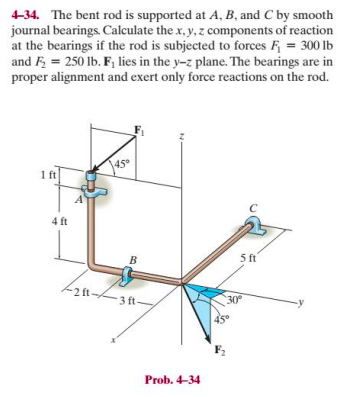 4–34. The bent rod is supported at A, B, and C by smooth
journal bearings. Calculate the x, y, z components of reaction
at the bearings if the rod is subjected to forces F₁ = 300 lb
and F₂ = 250 lb. F₁ lies in the y–z plane. The bearings are in
proper alignment and exert only force reactions on the rod.
F₁
z
45°
1 ft
A
C
4 ft
B
5 ft
2 ft
3 ft
30°
y
45°
x
F₂
Prob. 4–34